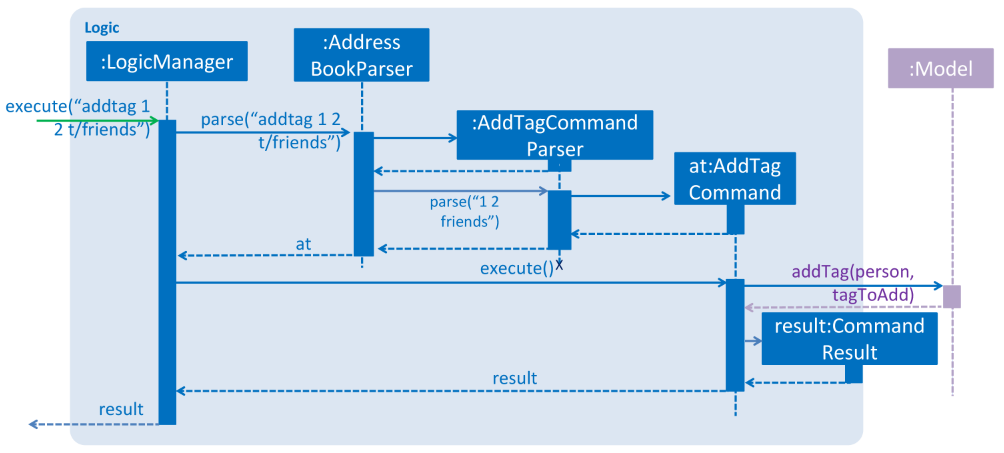 Logic
:LogicManager
:Address
BookParser
:Model
execute(“addtag 1
2 t/friends”)
parse(“addtag 1 2
t/friends”)
:AddTagCommand
Parser
at:AddTag
Command
parse(“1 2
friends”)
at
execute()
X
addTag(person,
tagToAdd)
result:Command
Result
result
result